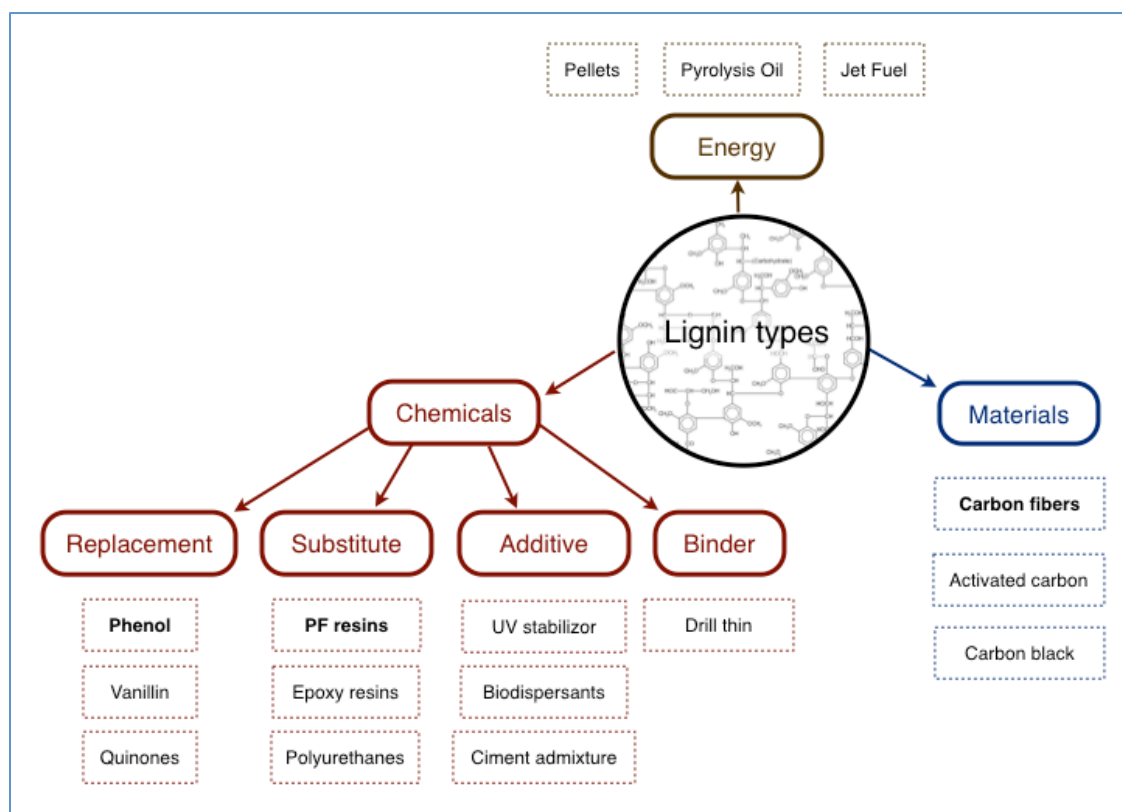 Pellets
Pyrolysis Oil
Jet Fuel
Energy
Lignin types
Chemicals
Materials
Replacement
Substitute
Additive
Binder
Phenol
PF resins
UV stabilizor
Drill thin
Vanillin
Epoxy resins
Biodispersants
Quinones
Polyurethanes
Ciment admixture
Carbon fibers
Activated carbon
Carbon black
(Carbohydrate)